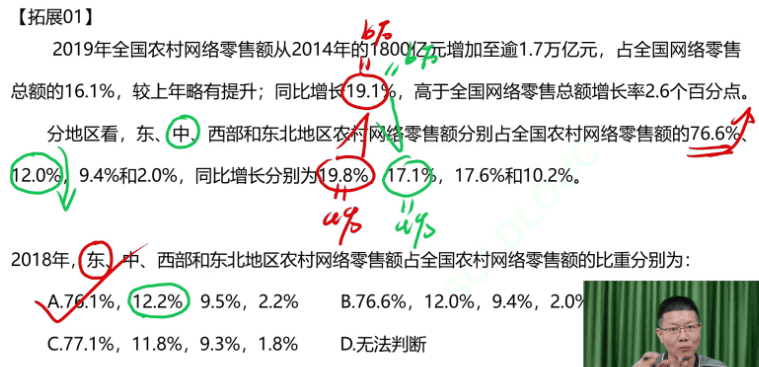 【拓展01】
b%
2019年全国农村网络零售额从2014年的1800亿元增加至逾1.7万亿元，占全国网络零售
b%
总额的16.1%，较上年略有提升；同比增长19.1%，高于全国网络零售总额增长率2.6个百分点。
分地区看，东、中、西部和东北地区农村网络零售额分别占全国农村网络零售额的76.6%、
12.0%，9.4%和2.0%，同比增长分别为19.8%，17.1%，17.6%和10.2%。
a% a%
2018年，东、中、西部和东北地区农村网络零售额占全国农村网络零售额的比重分别为：
A.76.1%，12.2%，9.5%，2.2% B.76.6%，12.0%，9.4%，2.0%
C.77.1%，11.8%，9.3%，1.8% D.无法判断